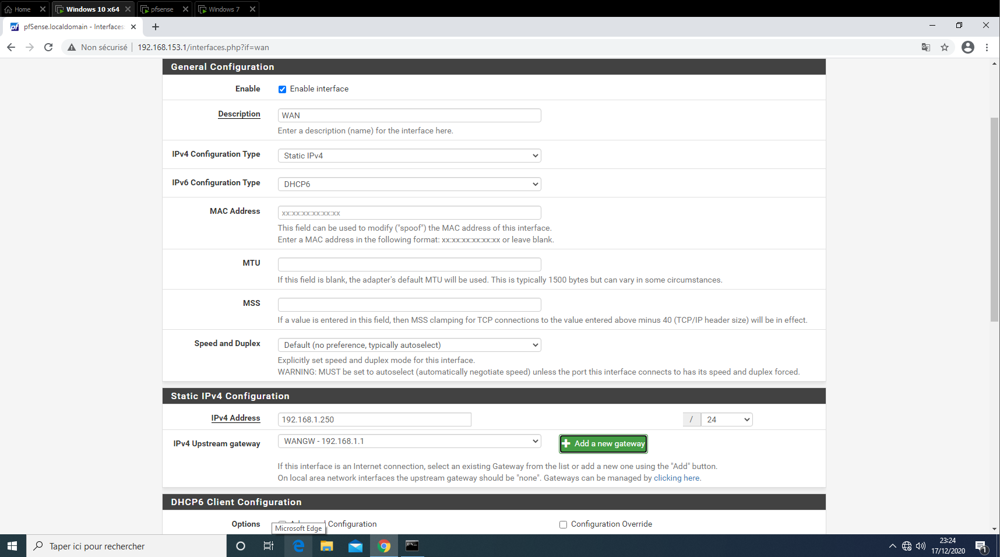 Home
Windows 10 x64
pfsense
Windows 7
pfSense.localdomain - Interfaces:
Non sécurisé
192.168.153.1/interfaces.php?if=wan
General Configuration
Enable
Enable interface
Description
WAN
Enter a description (name) for the interface here.
IPv4 Configuration Type
Static IPv4
IPv6 Configuration Type
DHCP6
MAC Address
xx:xx:xx:xx:xx:xx
This field can be used to modify ("spoof") the MAC address of this interface.
Enter a MAC address in the following format: xx:xx:xx:xx:xx:xx or leave blank.
MTU
If this field is blank, the adapter's default MTU will be used. This is typically 1500 bytes but can vary in some circumstances.
MSS
If a value is entered in this field, then MSS clamping for TCP connections to the value entered above minus 40 (TCP/IP header size) will be in effect.
Speed and Duplex
Default (no preference, typically autoselect)
Explicitly set speed and duplex mode for this interface.
WARNING: MUST be set to autoselect (automatically negotiate speed) unless the port this interface connects to has its speed and duplex forced.
Static IPv4 Configuration
IPv4 Address
192.168.1.250
/
24
IPv4 Upstream gateway
WANGW - 192.168.1.1
Add a new gateway
If this interface is an Internet connection, select an existing Gateway from the list or add a new one using the "Add" button.
On local area network interfaces the upstream gateway should be "none". Gateways can be managed by clicking here.
DHCP6 Client Configuration
Options
Configuration
Configuration Override
Microsoft Edge
Taper ici pour rechercher
23:24
17/12/2020
1